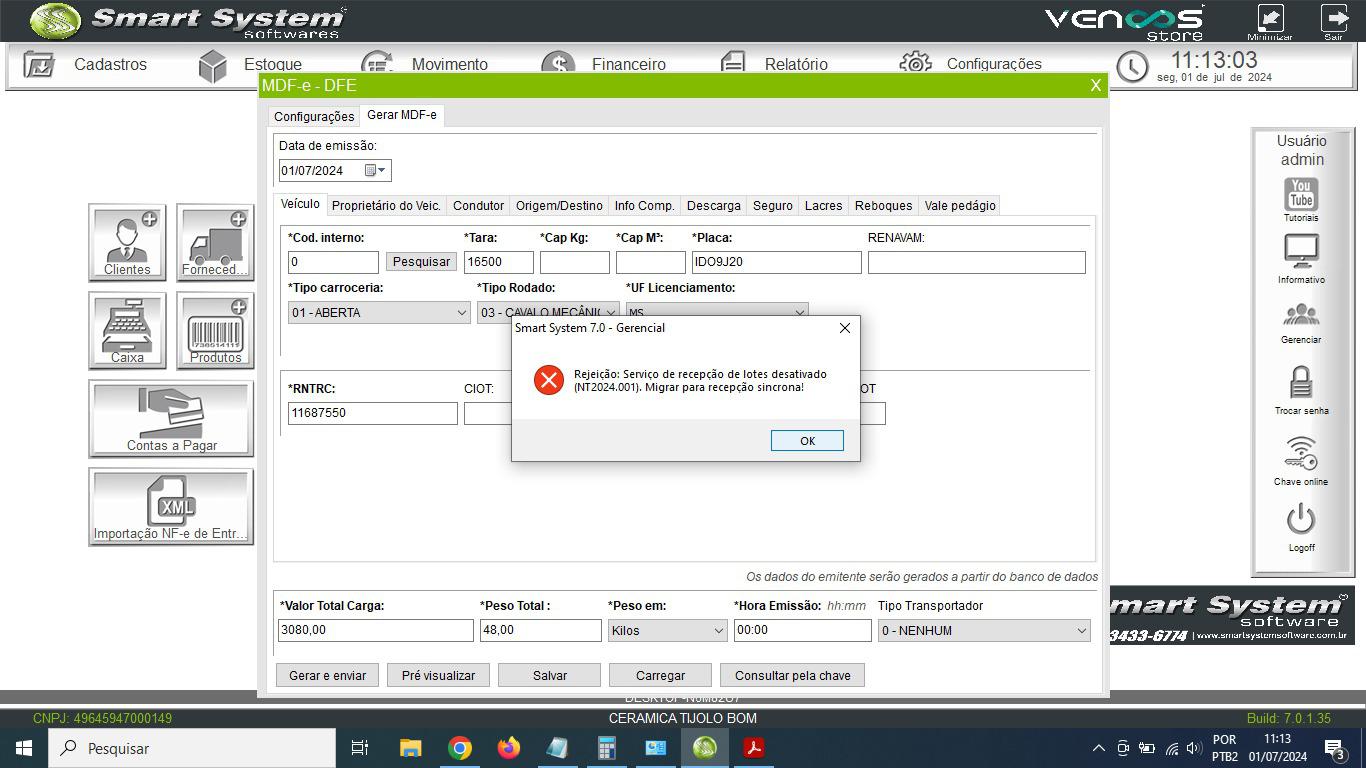 Smart System
softwares
VENCOS
store
Minimizar
Sair
Cadastros
Estoque
Movimento
Financeiro
Relatório
Configurações
11:13:03
seg, 01 de jul de 2024
MDF-e - DFE
X
Configurações
Gerar MDF-e
Data de emissão:
01/07/2024
Veículo
Proprietário do Veic.
Condutor
Origem/Destino
Info Comp.
Descarga
Seguro
Lacres
Reboques
Vale pedágio
*Cod. interno:
*Tara:
*Cap Kg:
*Cap M³:
*Placa:
RENAVAM:
0
Pesquisar
16500
IDO9J20
*Tipo carroceria:
*Tipo Rodado:
*UF Licenciamento:
01 - ABERTA
03 - CAVALO MECÂNIC
MS
Smart System 7.0 - Gerencial
Rejeição: Serviço de recepção de lotes desativado
(NT2024.001). Migrar para recepção sincrona!
OK
*RNTRC:
CIOT:
OT
11687550
Os dados do emitente serão gerados a partir do banco de dados
*Valor Total Carga:
*Peso Total :
*Peso em:
*Hora Emissão:
hh:mm
Tipo Transportador
3080,00
48,00
Kilos
00:00
0 - NENHUM
Gerar e enviar
Pré visualizar
Salvar
Carregar
Consultar pela chave
Clientes
Forneced...
Caixa
738514111
Produtos
Contas a Pagar
XML
Importação NF-e de Entr...
Usuário
admin
You
Tube
Tutoriais
Informativo
Gerenciar
Trocar senha
Chave online
Logoff
mart System
software
3433-6774 | www.smartsystemsoftware.com.br
CNPJ: 49645947000149
CERAMICA TIJOLO BOM
Build: 7.0.1.35
Pesquisar
POR
PTB2
11:13
01/07/2024
3